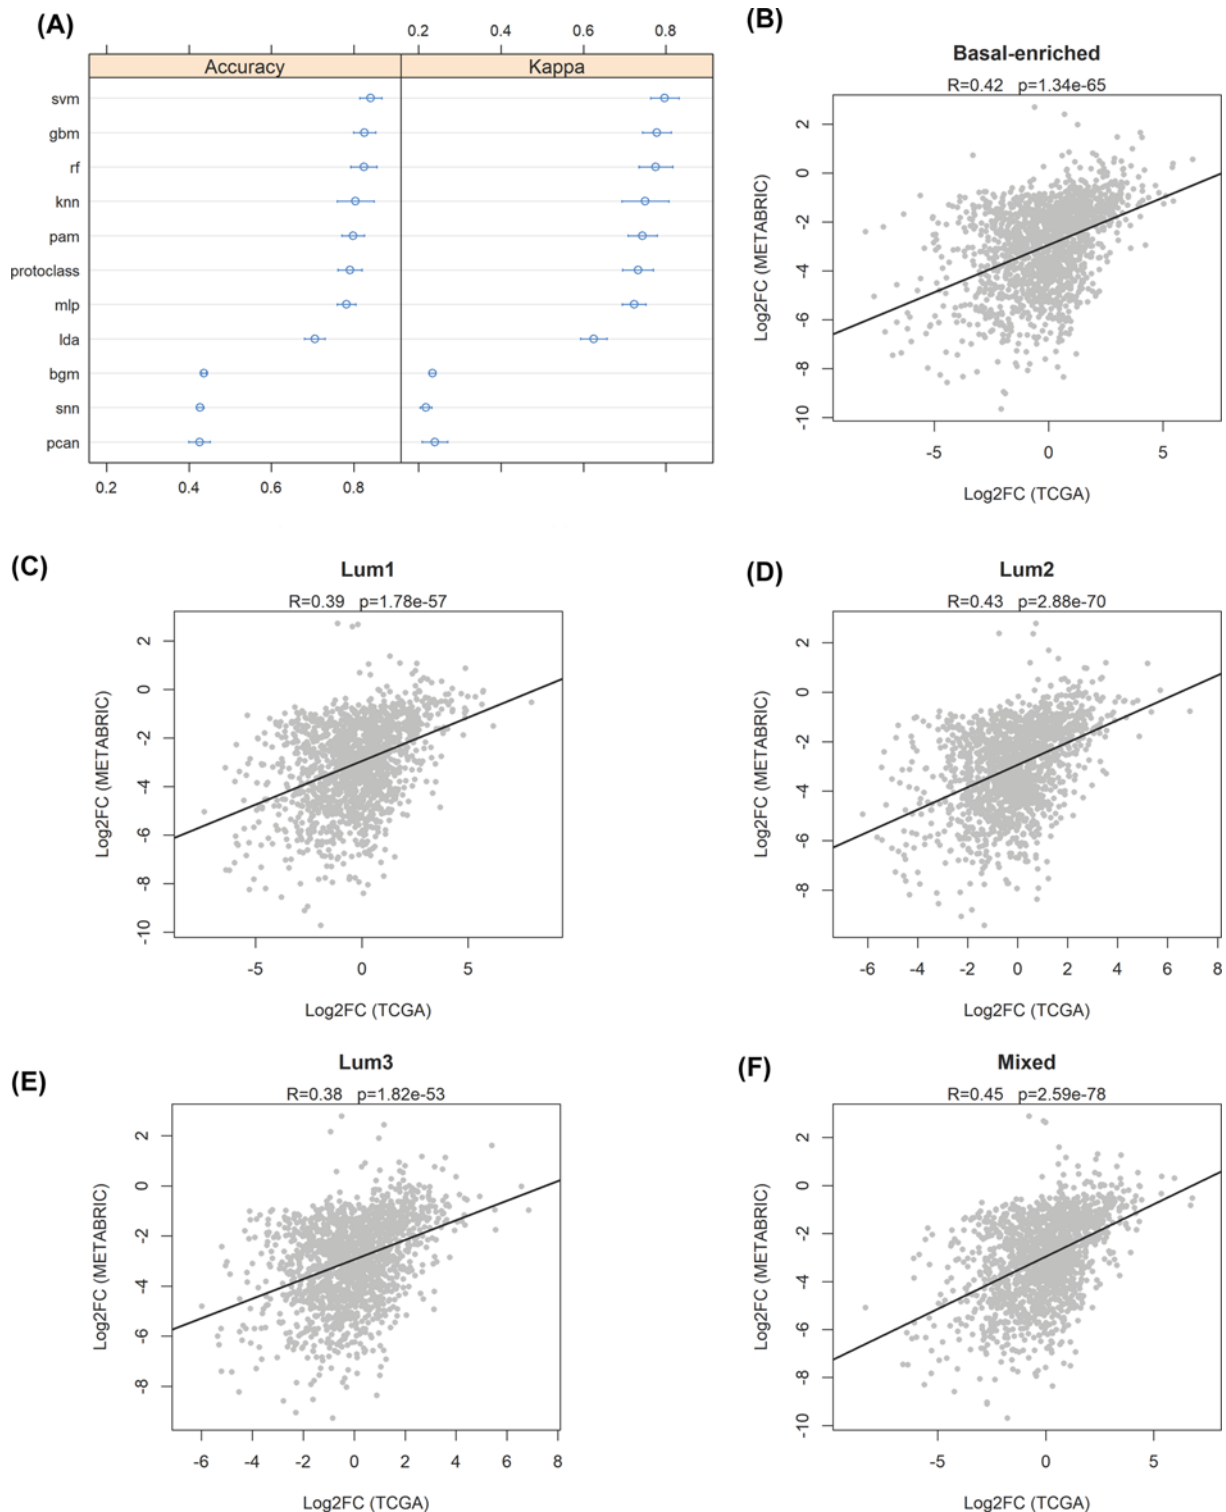 (A)
0.2 0.4 0.6 0.8
Accuracy Kappa
svm
gbm
rf
knn
pam
protoclass
mlp
lda
bgm
snn
pcan
0.2 0.4 0.6 0.8
(B)
Basal-enriched
R=0.42 p=1.34e-65
2
0
-2
-4
-6
-8
-10
Log2FC (METABRIC)
-5 0 5
Log2FC (TCGA)
(C)
Lum1
R=0.39 p=1.78e-57
2
0
-2
-4
-6
-8
-10
Log2FC (METABRIC)
-5 0 5
Log2FC (TCGA)
(D)
Lum2
R=0.43 p=2.88e-70
2
0
-2
-4
-6
-8
Log2FC (METABRIC)
-6 -4 -2 0 2 4 6 8
Log2FC (TCGA)
(E)
Lum3
R=0.38 p=1.82e-53
2
0
-2
-4
-6
-8
Log2FC (METABRIC)
-6 -4 -2 0 2 4 6 8
Log2FC (TCGA)
(F)
Mixed
R=0.45 p=2.59e-78
2
0
-2
-4
-6
-8
-10
Log2FC (METABRIC)
-5 0 5
Log2FC (TCGA)